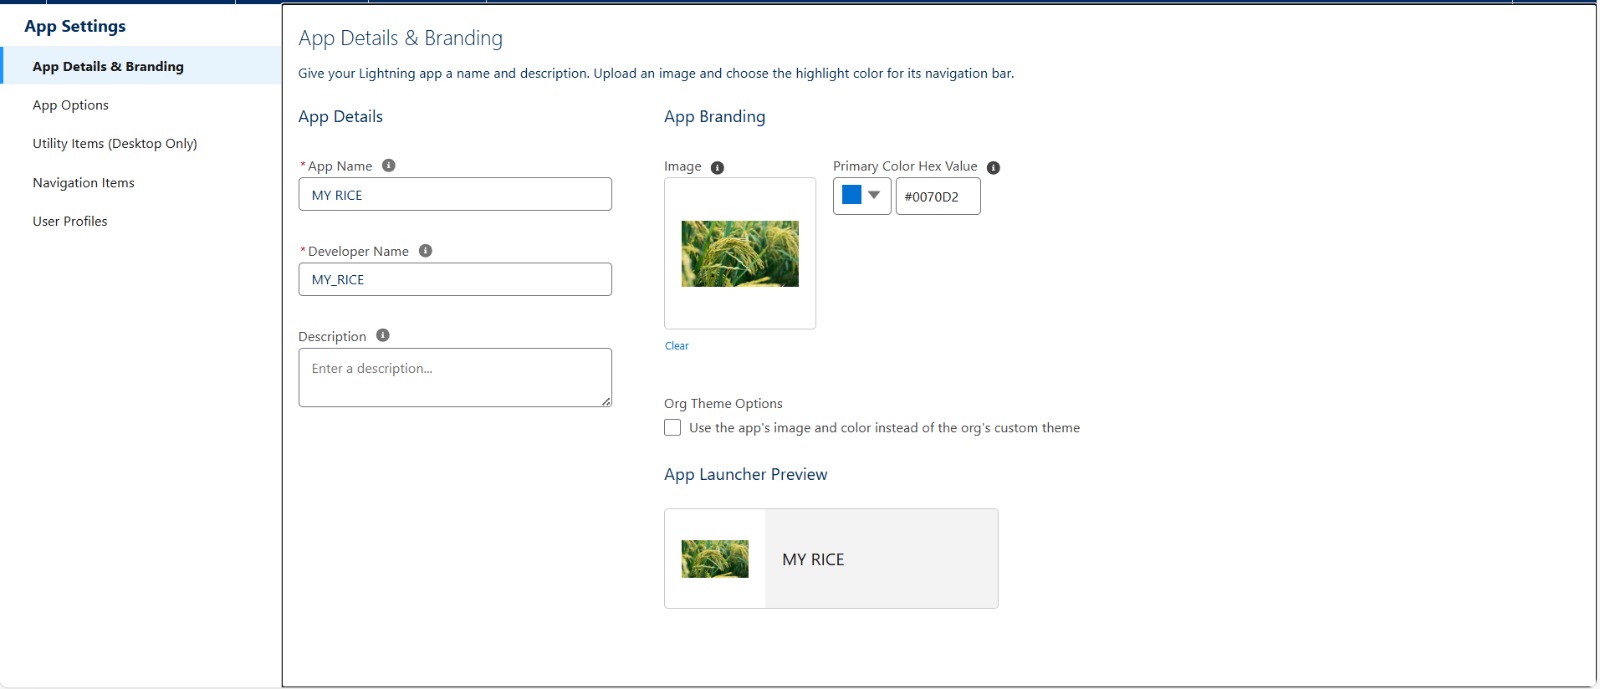 App Settings
App Details & Branding
App Options
Utility Items (Desktop Only)
Navigation Items
User Profiles
App Details & Branding
Give your Lightning app a name and description. Upload an image and choose the highlight color for its navigation bar.
App Details
* App Name
MY RICE
* Developer Name
MY_RICE
Description
Enter a description...
App Branding
Image
Primary Color Hex Value
#0070D2
Clear
Org Theme Options
Use the app's image and color instead of the org's custom theme
App Launcher Preview
MY RICE